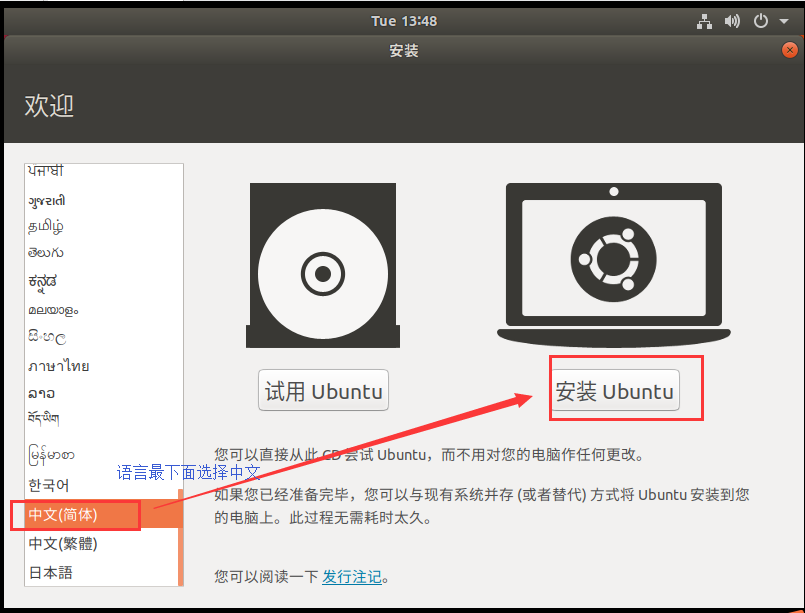 Tue 13:48
安装
欢迎
ਪੰਜਾਬੀ
ગુજરાતી
தமிழ்
తెలుగు
ಕನ್ನಡ
മലയാളം
සිංහල
ภาษาไทย
ລາວ
བོད་ཡིག
မြန်မာစာ
한국어
中文(简体)
中文(繁體)
日本語
语言最下面选择中文
试用 Ubuntu
安装 Ubuntu
您可以直接从此 CD 尝试 Ubuntu，而不用对您的电脑作任何更改。
如果您已经准备完毕，您可以与现有系统并存 (或者替代) 方式将 Ubuntu 安装到您
的电脑上。此过程无需耗时太久。
您可以阅读一下 发行注记。